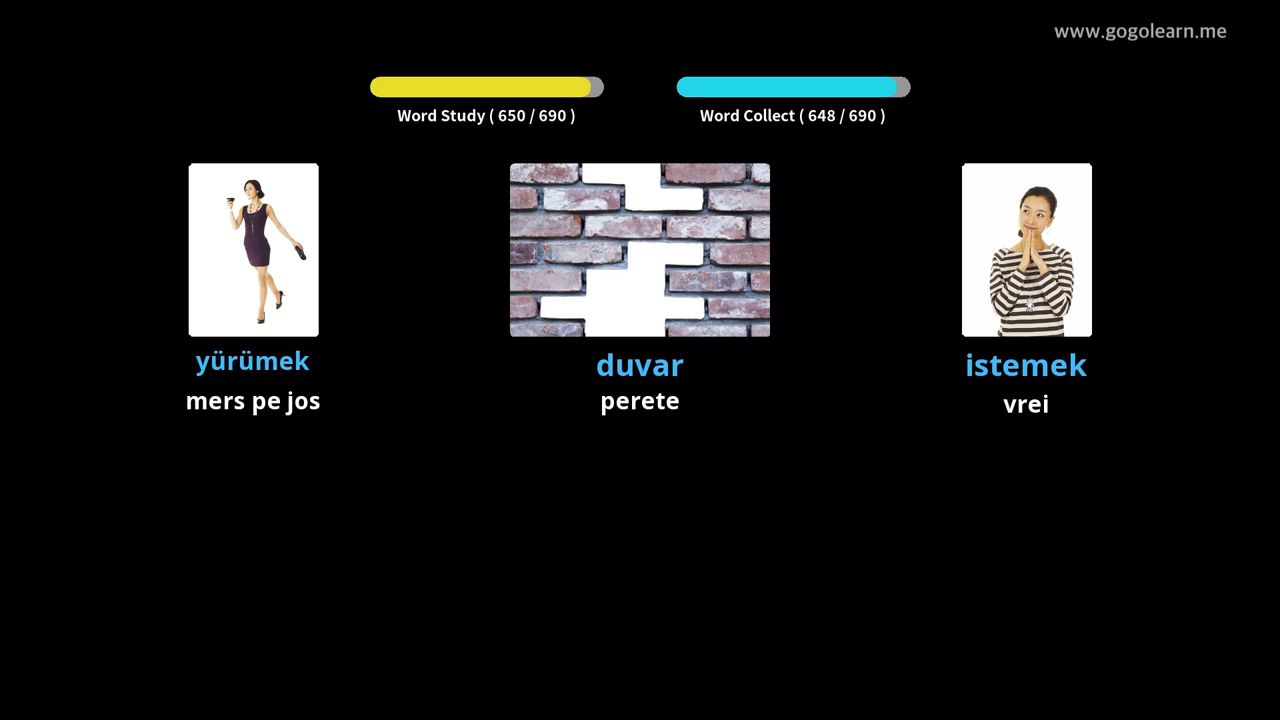 www.gogolearn.me
Word Study ( 650 / 690 )
Word Collect ( 648 / 690 )
yürümek
mers pe jos
duvar
perete
istemek
vrei